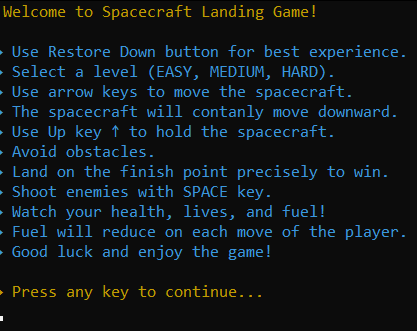 Welcome to Spacecraft Landing Game!
Use Restore Down button for best experience.
Select a level (EASY, MEDIUM, HARD).
Use arrow keys to move the spacecraft.
The spacecraft will contanly move downward.
Use Up key ↑ to hold the spacecraft.
Avoid obstacles.
Land on the finish point precisely to win.
Shoot enemies with SPACE key.
Watch your health, lives, and fuel!
Fuel will reduce on each move of the player.
Good luck and enjoy the game!
Press any key to continue...